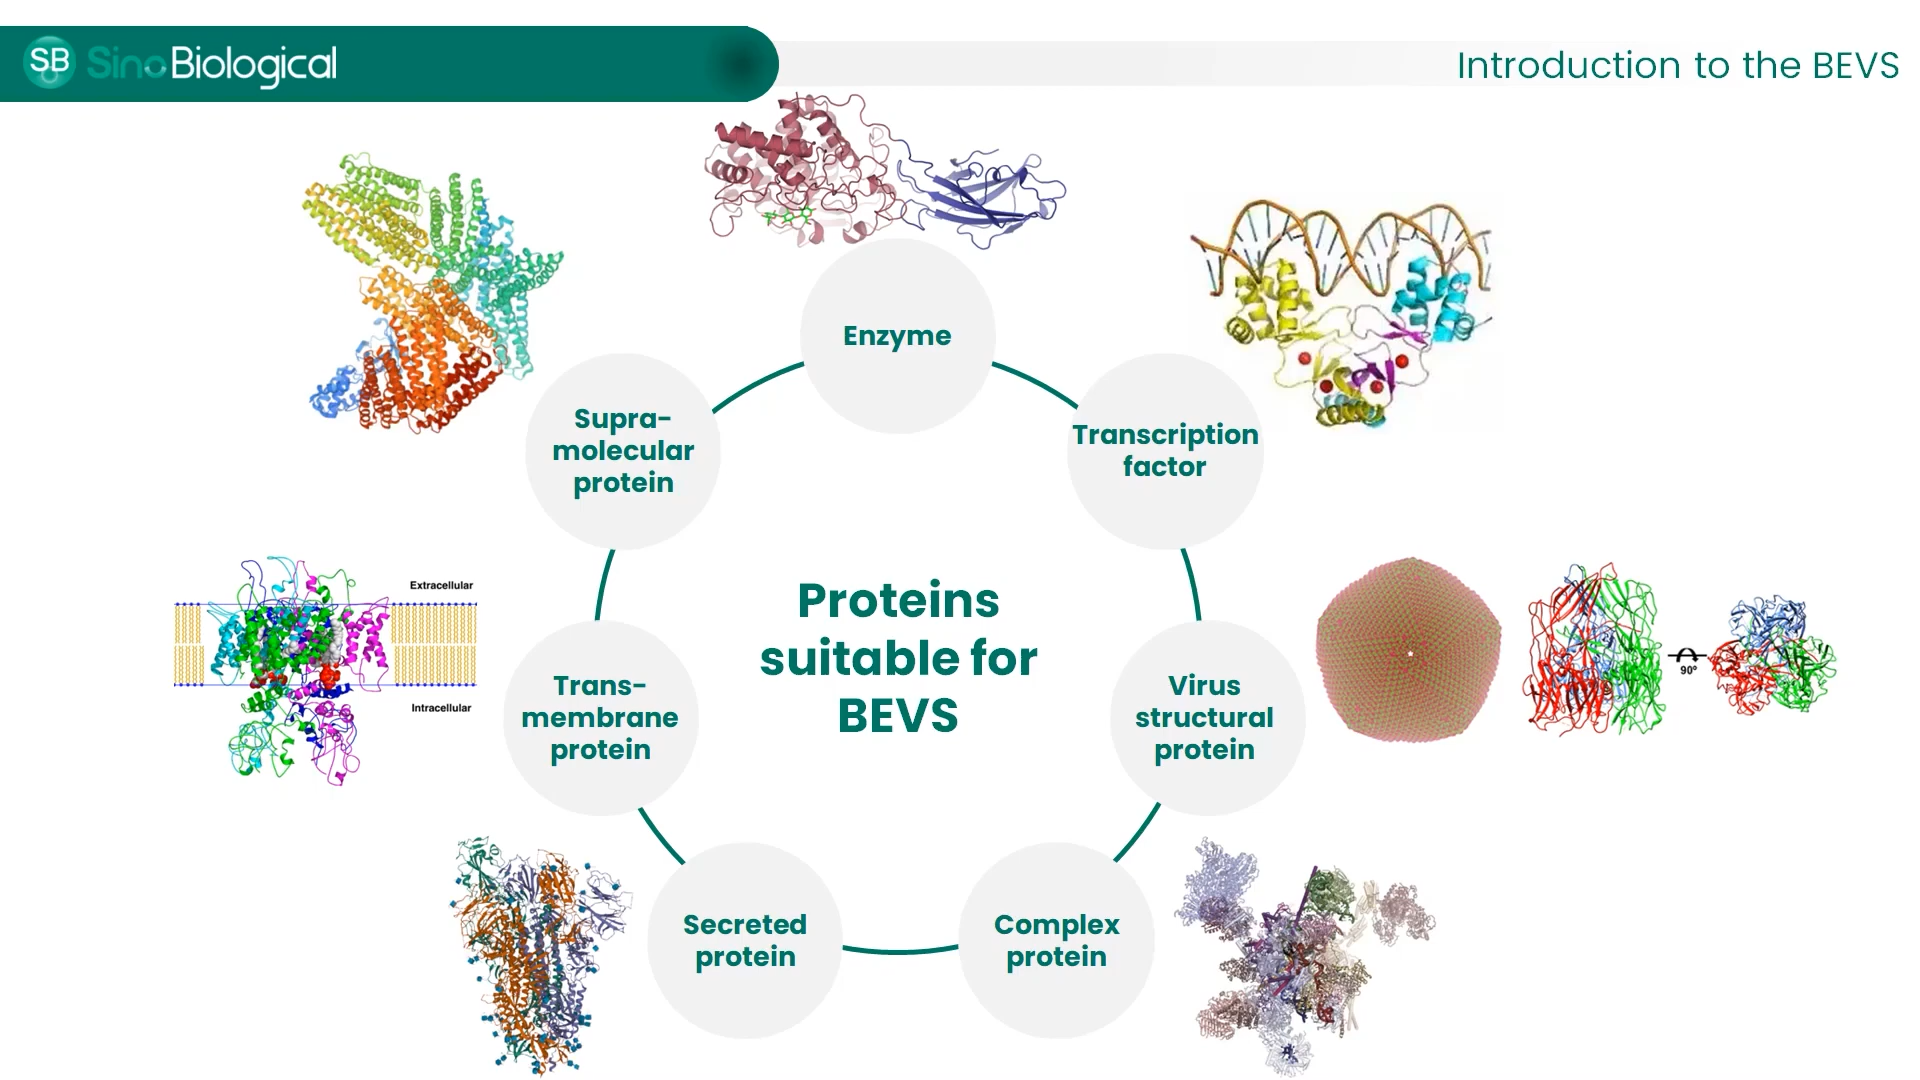 SB SinoBiological
Introduction to the BEVS
Enzyme
Supra-
molecular
protein
Transcription
factor
Extracellular
Intracellular
Trans-
membrane
protein
Proteins
suitable for
BEVS
Virus
structural
protein
90°
Secreted
protein
Complex
protein